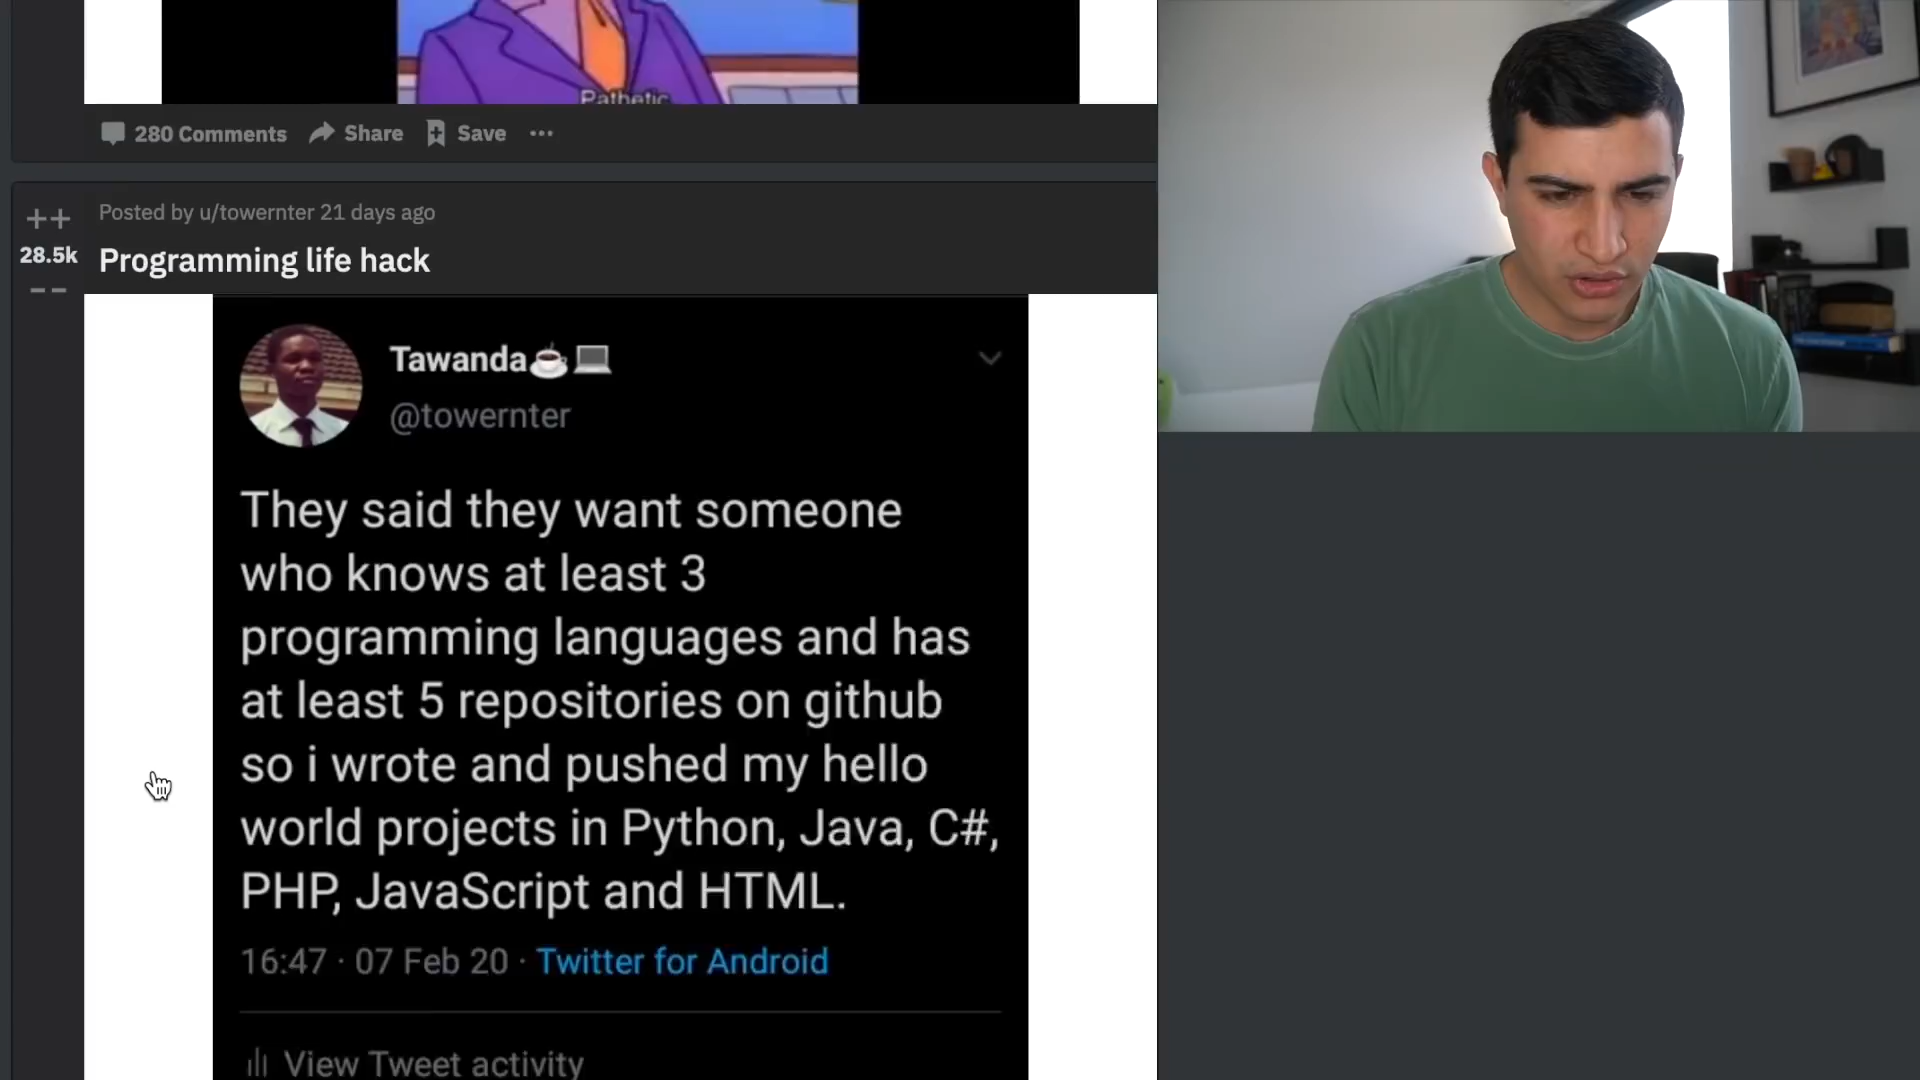 Pathetic
280 Comments Share Save ...
Posted by u/towernter 21 days ago
28.5k
Programming life hack
Tawanda
@towernter
They said they want someone
who knows at least 3
programming languages and has
at least 5 repositories on github
so i wrote and pushed my hello
world projects in Python, Java, C#,
PHP, JavaScript and HTML.
16:47 · 07 Feb 20 · Twitter for Android
View Tweet activity